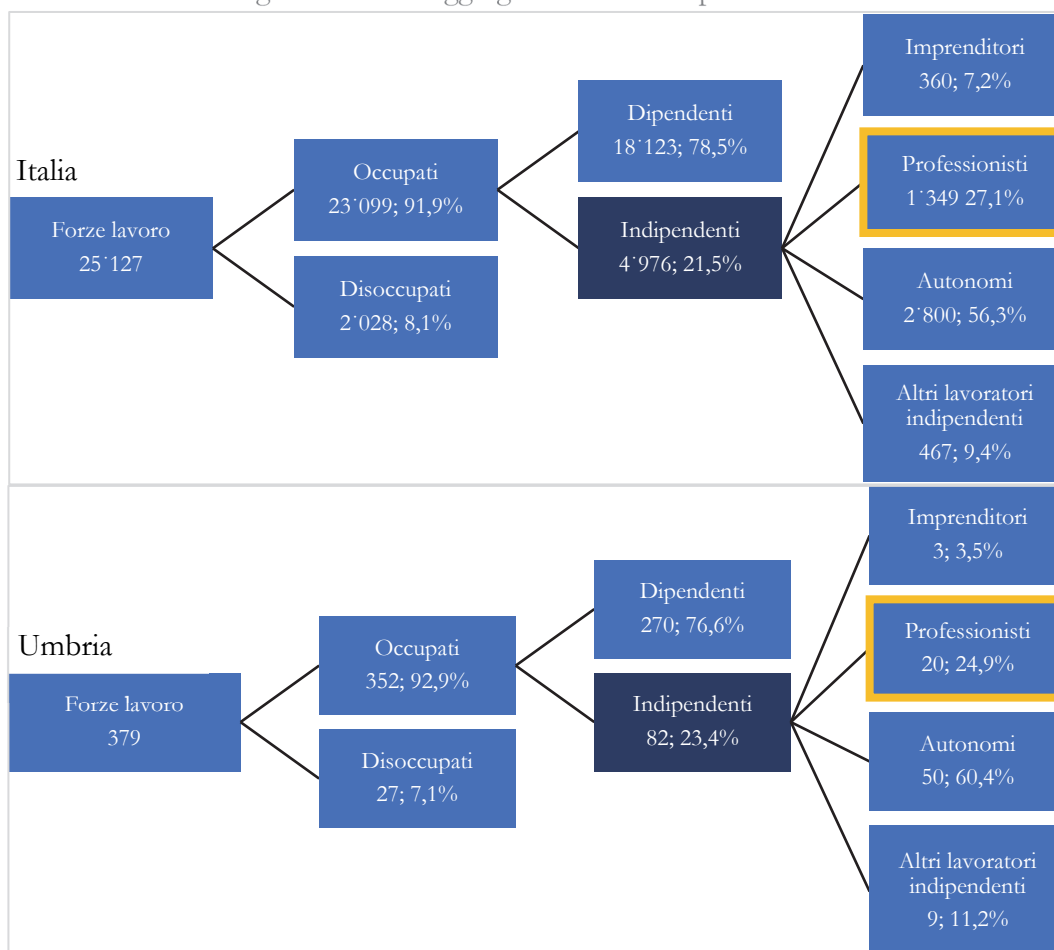 Italia
Forze lavoro
25˙127
Occupati
23˙099; 91,9%
Disoccupati
2˙028; 8,1%
Dipendenti
18˙123; 78,5%
Indipendenti
4˙976; 21,5%
Imprenditori
360; 7,2%
Professionisti
1˙349 27,1%
Autonomi
2˙800; 56,3%
Altri lavoratori
indipendenti
467; 9,4%
Umbria
Forze lavoro
379
Occupati
352; 92,9%
Disoccupati
27; 7,1%
Dipendenti
270; 76,6%
Indipendenti
82; 23,4%
Imprenditori
3; 3,5%
Professionisti
20; 24,9%
Autonomi
50; 60,4%
Altri lavoratori
indipendenti
9; 11,2%